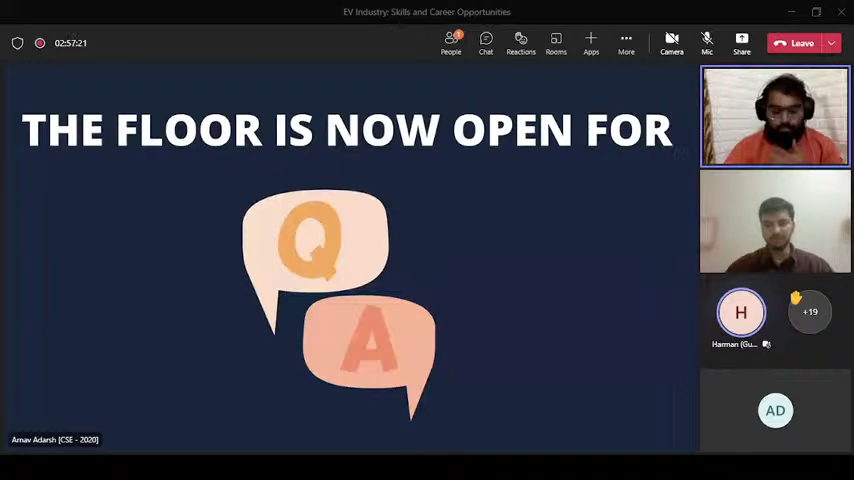 EV Industry: Skills and Career Opportunities
02:57:21
People
1
Chat
Reactions
Rooms
Apps
More
Camera
Mic
Share
Leave
THE FLOOR IS NOW OPEN FOR
Q
A
H
+19
Harman (Gu...
AD
Arnav Adarsh [CSE - 2020]